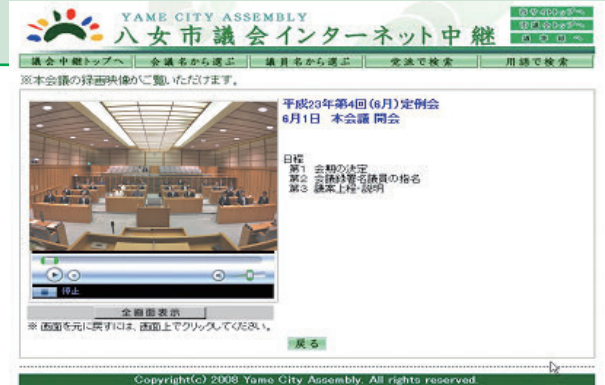 YAME CITY ASSEMBLY
八女市議会インターネット中継
議会中継トップへ
会議名から選ぶ
議員名から選ぶ
党派で検索
用語で検索
※本会議の録画映像がご覧いただけます。
平成23年第4回(6月)定例会
6月1日 本会議 開会
日程
第1 会期の決定
第2 会議録署名議員の指名
第3 議案上程・説明
停止
全画面表示
※ 画面を元に戻すには、画面上でクリックしてください。
戻る
Copyright(c) 2008 Yame City Assembly. All rights reserved.